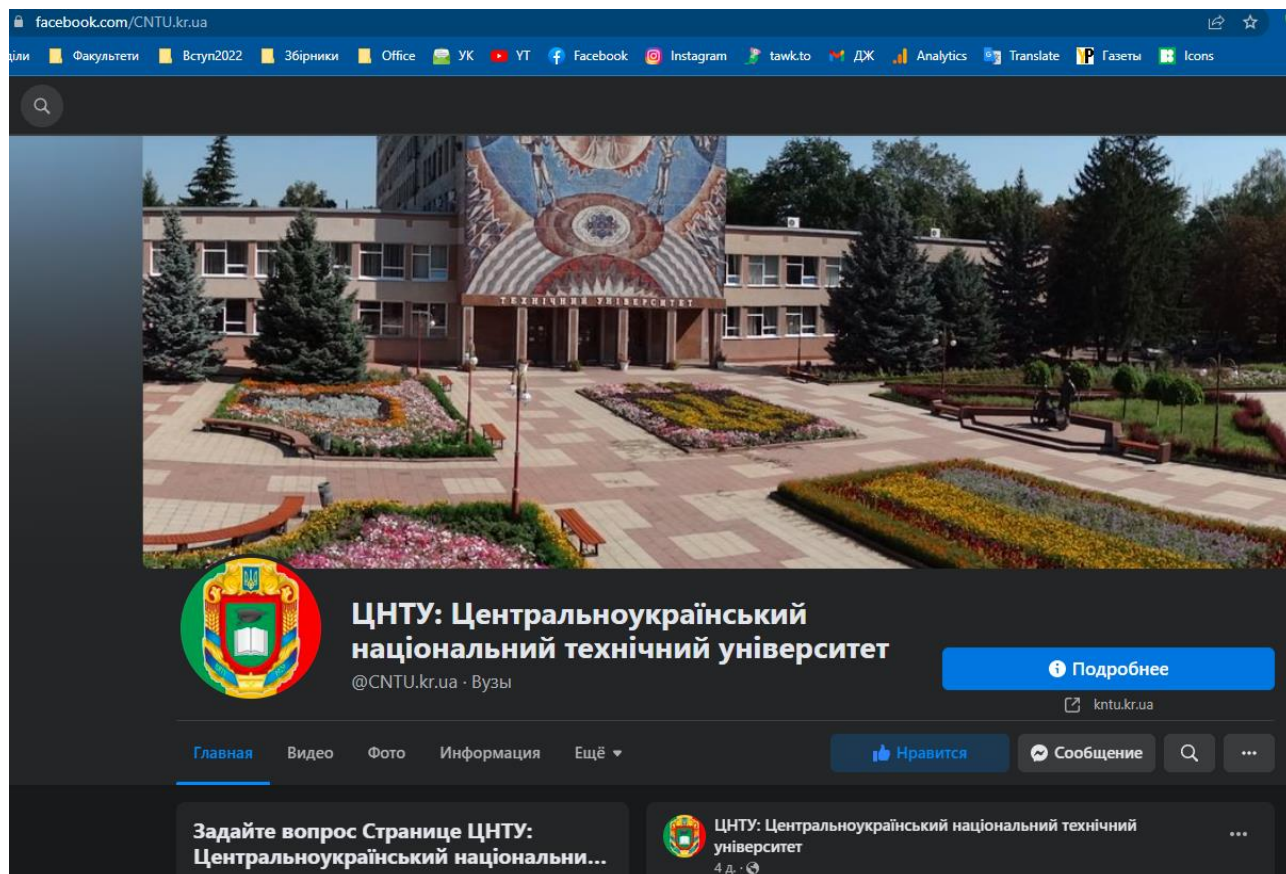 facebook.com/CNTU.kr.ua
діли Факультети Вступ2022 Збірники Office УК YT Facebook Instagram tawk.to ДЖ Analytics Translate Газеты Icons
ТЕХНІЧНИЙ УНІВЕРСИТЕТ
ЦНТУ: Центральноукраїнський
національний технічний університет
@CNTU.kr.ua · Вузы
Подробнее
kntu.kr.ua
Главная Видео Фото Информация Ещё
Нравится Сообщение
Задайте вопрос Странице ЦНТУ:
Центральноукраїнський національни...
ЦНТУ: Центральноукраїнський національний технічний
університет
4 д. ·